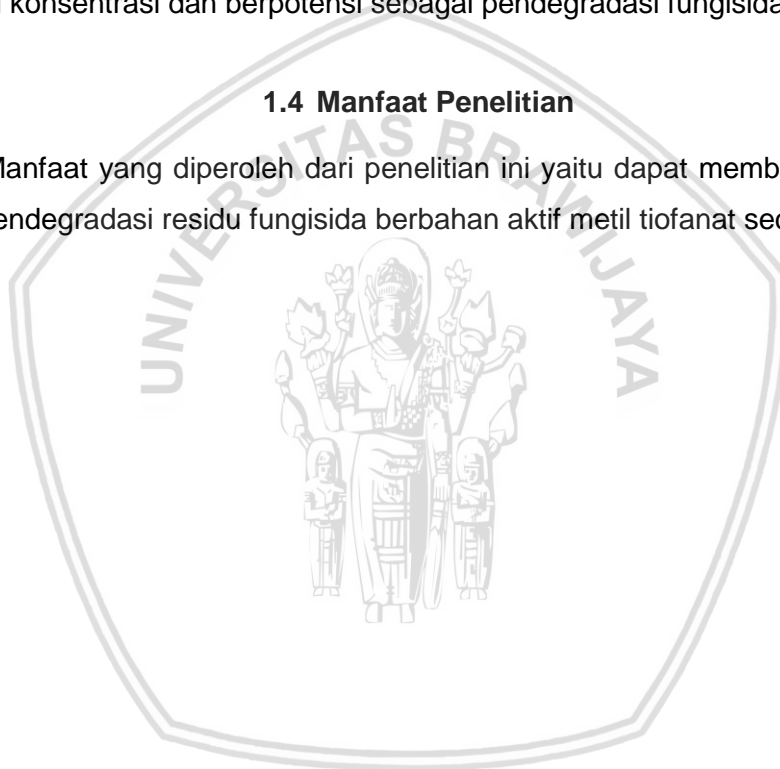 konsentrasi dan berpotensi sebagai pendegradasi fungisida
1.4 Manfaat Penelitian
Manfaat yang diperoleh dari penelitian ini yaitu dapat memb
endegradasi residu fungisida berbahan aktif metil tiofanat sec
UNIVERSITAS BRAWIJAYA